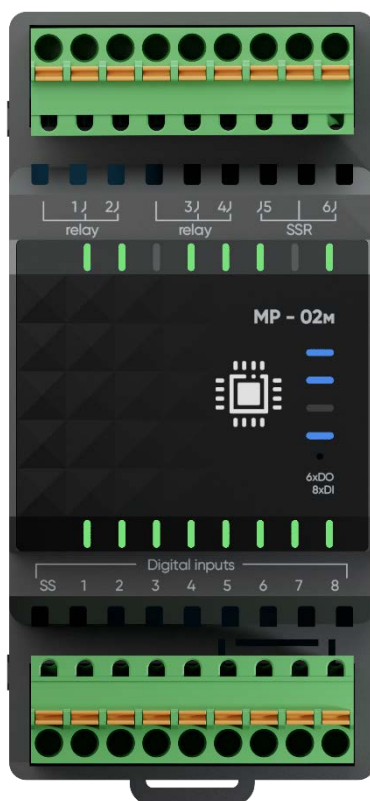 1 2 3 4 5 6
relay relay SSR
MP - 02м
6xDO
8xDI
Digital inputs
SS 1 2 3 4 5 6 7 8